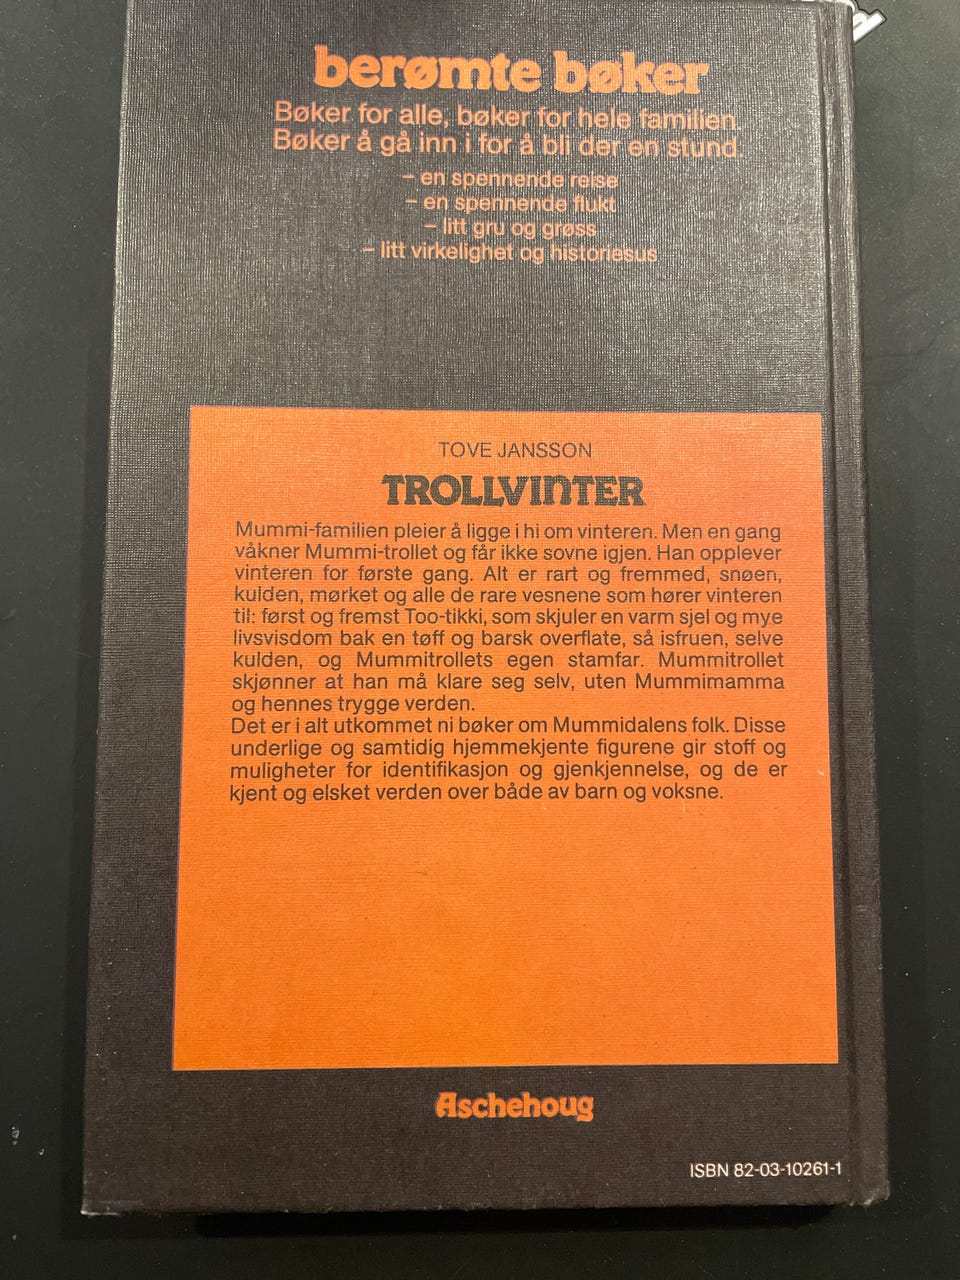 berømte bøker
Bøker for alle, bøker for hele familien.
Bøker å gå inn i for å bli der en stund.
– en spennende reise
– en spennende flukt
– litt gru og grøss
– litt virkelighet og historiesus
TOVE JANSSON
TROLLVINTER
Mummi-familien pleier å ligge i hi om vinteren. Men en gang
våkner Mummi-trollet og får ikke sovne igjen. Han opplever
vinteren for første gang. Alt er rart og fremmed, snøen,
kulden, mørket og alle de rare vesnene som hører vinteren
til: først og fremst Too-tikki, som skjuler en varm sjel og mye
livsvisdom bak en tøff og barsk overflate, så isfruen, selve
kulden, og Mummitrollets egen stamfar. Mummitrollet
skjønner at han må klare seg selv, uten Mummimamma
og hennes trygge verden.
Det er i alt utkommet ni bøker om Mummidalens folk. Disse
underlige og samtidig hjemmekjente figurene gir stoff og
muligheter for identifikasjon og gjenkjennelse, og de er
kjent og elsket verden over både av barn og voksne.
Aschehoug
ISBN 82-03-10261-1